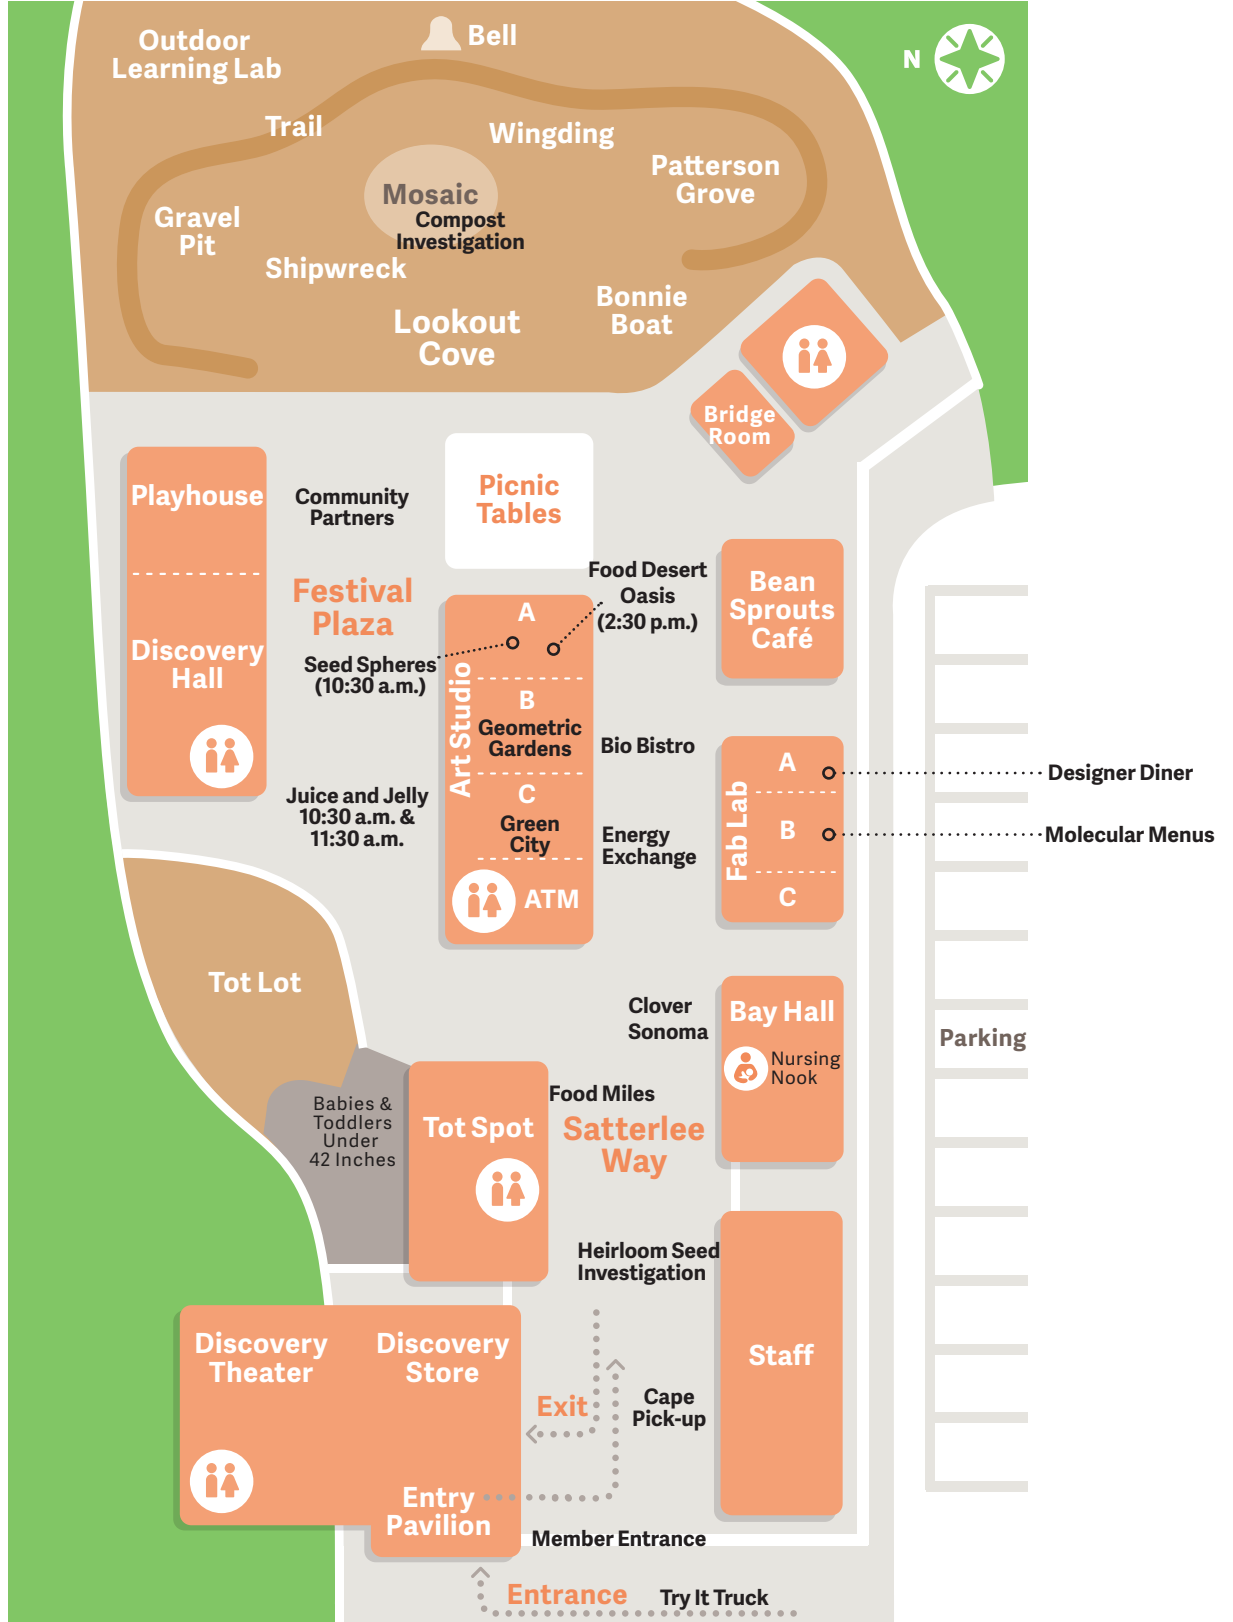 Outdoor
Learning Lab
Bell
N
Trail
Wingding
Patterson
Grove
Mosaic
Compost
Investigation
Gravel
Pit
Shipwreck
Bonnie
Boat
Lookout
Cove
Bridge
Room
Playhouse
Community
Partners
Picnic
Tables
Festival
Plaza
Food Desert
Oasis
(2:30 p.m.)
Bean
Sprouts
Café
Discovery
Hall
Seed Spheres
(10:30 a.m.)
Art Studio
A
B
Geometric
Gardens
C
Green
City
ATM
Bio Bistro
Energy
Exchange
Juice and Jelly
10:30 a.m. &
11:30 a.m.
Fab Lab
A
B
C
Designer Diner
Molecular Menus
Tot Lot
Clover
Sonoma
Bay Hall
Nursing
Nook
Parking
Babies &
Toddlers
Under
42 Inches
Tot Spot
Food Miles
Satterlee
Way
Heirloom Seed
Investigation
Discovery
Theater
Discovery
Store
Staff
Exit
Cape
Pick-up
Entry
Pavilion
Member Entrance
Entrance
Try It Truck